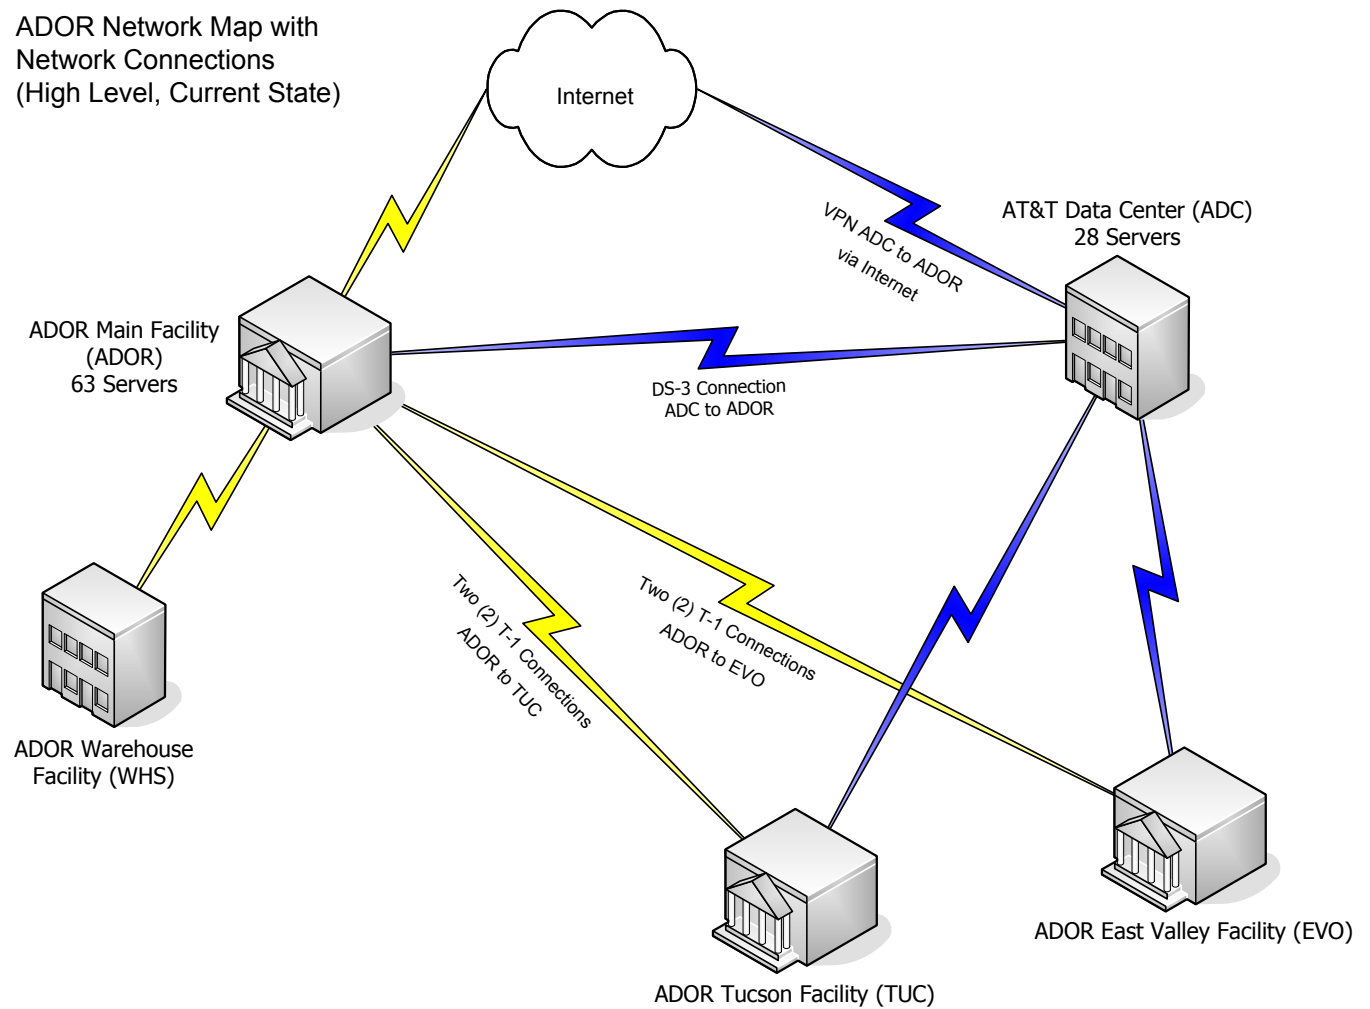 ADOR Network Map with
Network Connections
(High Level, Current State)
Internet
VPN ADC to ADOR
via Internet
AT&T Data Center (ADC)
28 Servers
ADOR Main Facility
(ADOR)
63 Servers
DS-3 Connection
ADC to ADOR
Two (2) T-1 Connections
ADOR to TUC
Two (2) T-1 Connections
ADOR to EVO
ADOR Warehouse
Facility (WHS)
ADOR East Valley Facility (EVO)
ADOR Tucson Facility (TUC)